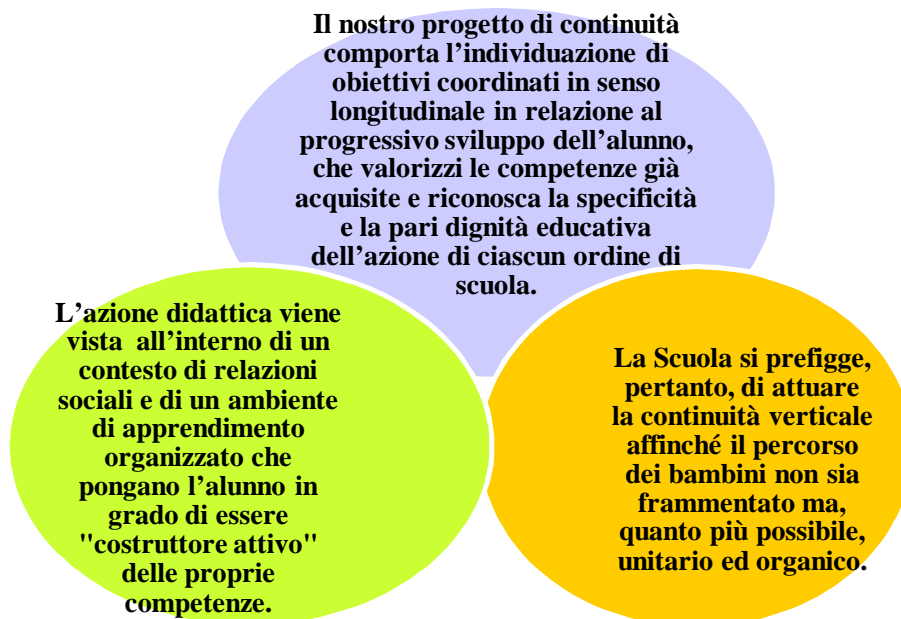 Il nostro progetto di continuità
comporta l’individuazione di
obiettivi coordinati in senso
longitudinale in relazione al
progressivo sviluppo dell’alunno,
che valorizzi le competenze già
acquisite e riconosca la specificità
e la pari dignità educativa
dell’azione di ciascun ordine di
scuola.
L’azione didattica viene
vista all’interno di un
contesto di relazioni
sociali e di un ambiente
di apprendimento
organizzato che
pongano l’alunno in
grado di essere
"costruttore attivo"
delle proprie
competenze.
La Scuola si prefigge,
pertanto, di attuare
la continuità verticale
affinché il percorso
dei bambini non sia
frammentato ma,
quanto più possibile,
unitario ed organico.